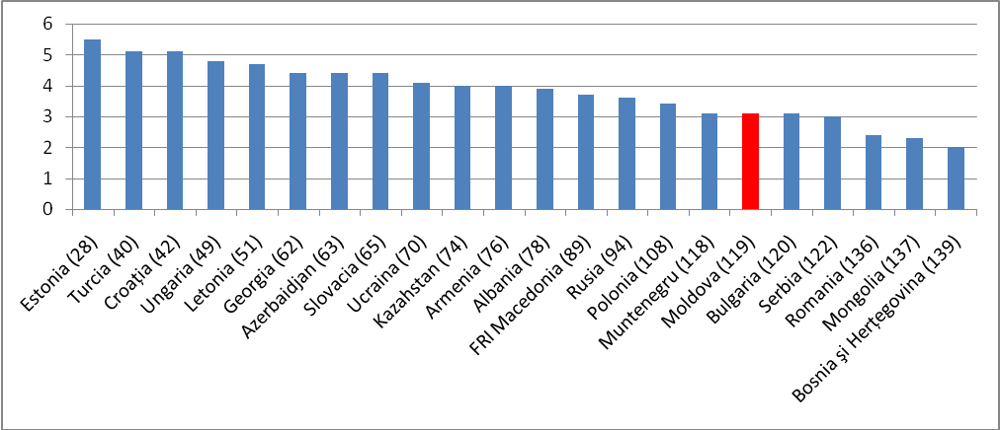 6
5
4
3
2
1
0
Estonia (28)
Turcia (40)
Croația (42)
Ungaria (49)
Letonia (51)
Georgia (62)
Azerbaidjan (63)
Slovacia (65)
Ucraina (70)
Kazahstan (74)
Armenia (76)
Albania (78)
FRI Macedonia (89)
Rusia (94)
Polonia (108)
Muntenegru (118)
Moldova (119)
Bulgaria (120)
Serbia (122)
Romania (136)
Mongolia (137)
Bosnia şi Herțegovina (139)